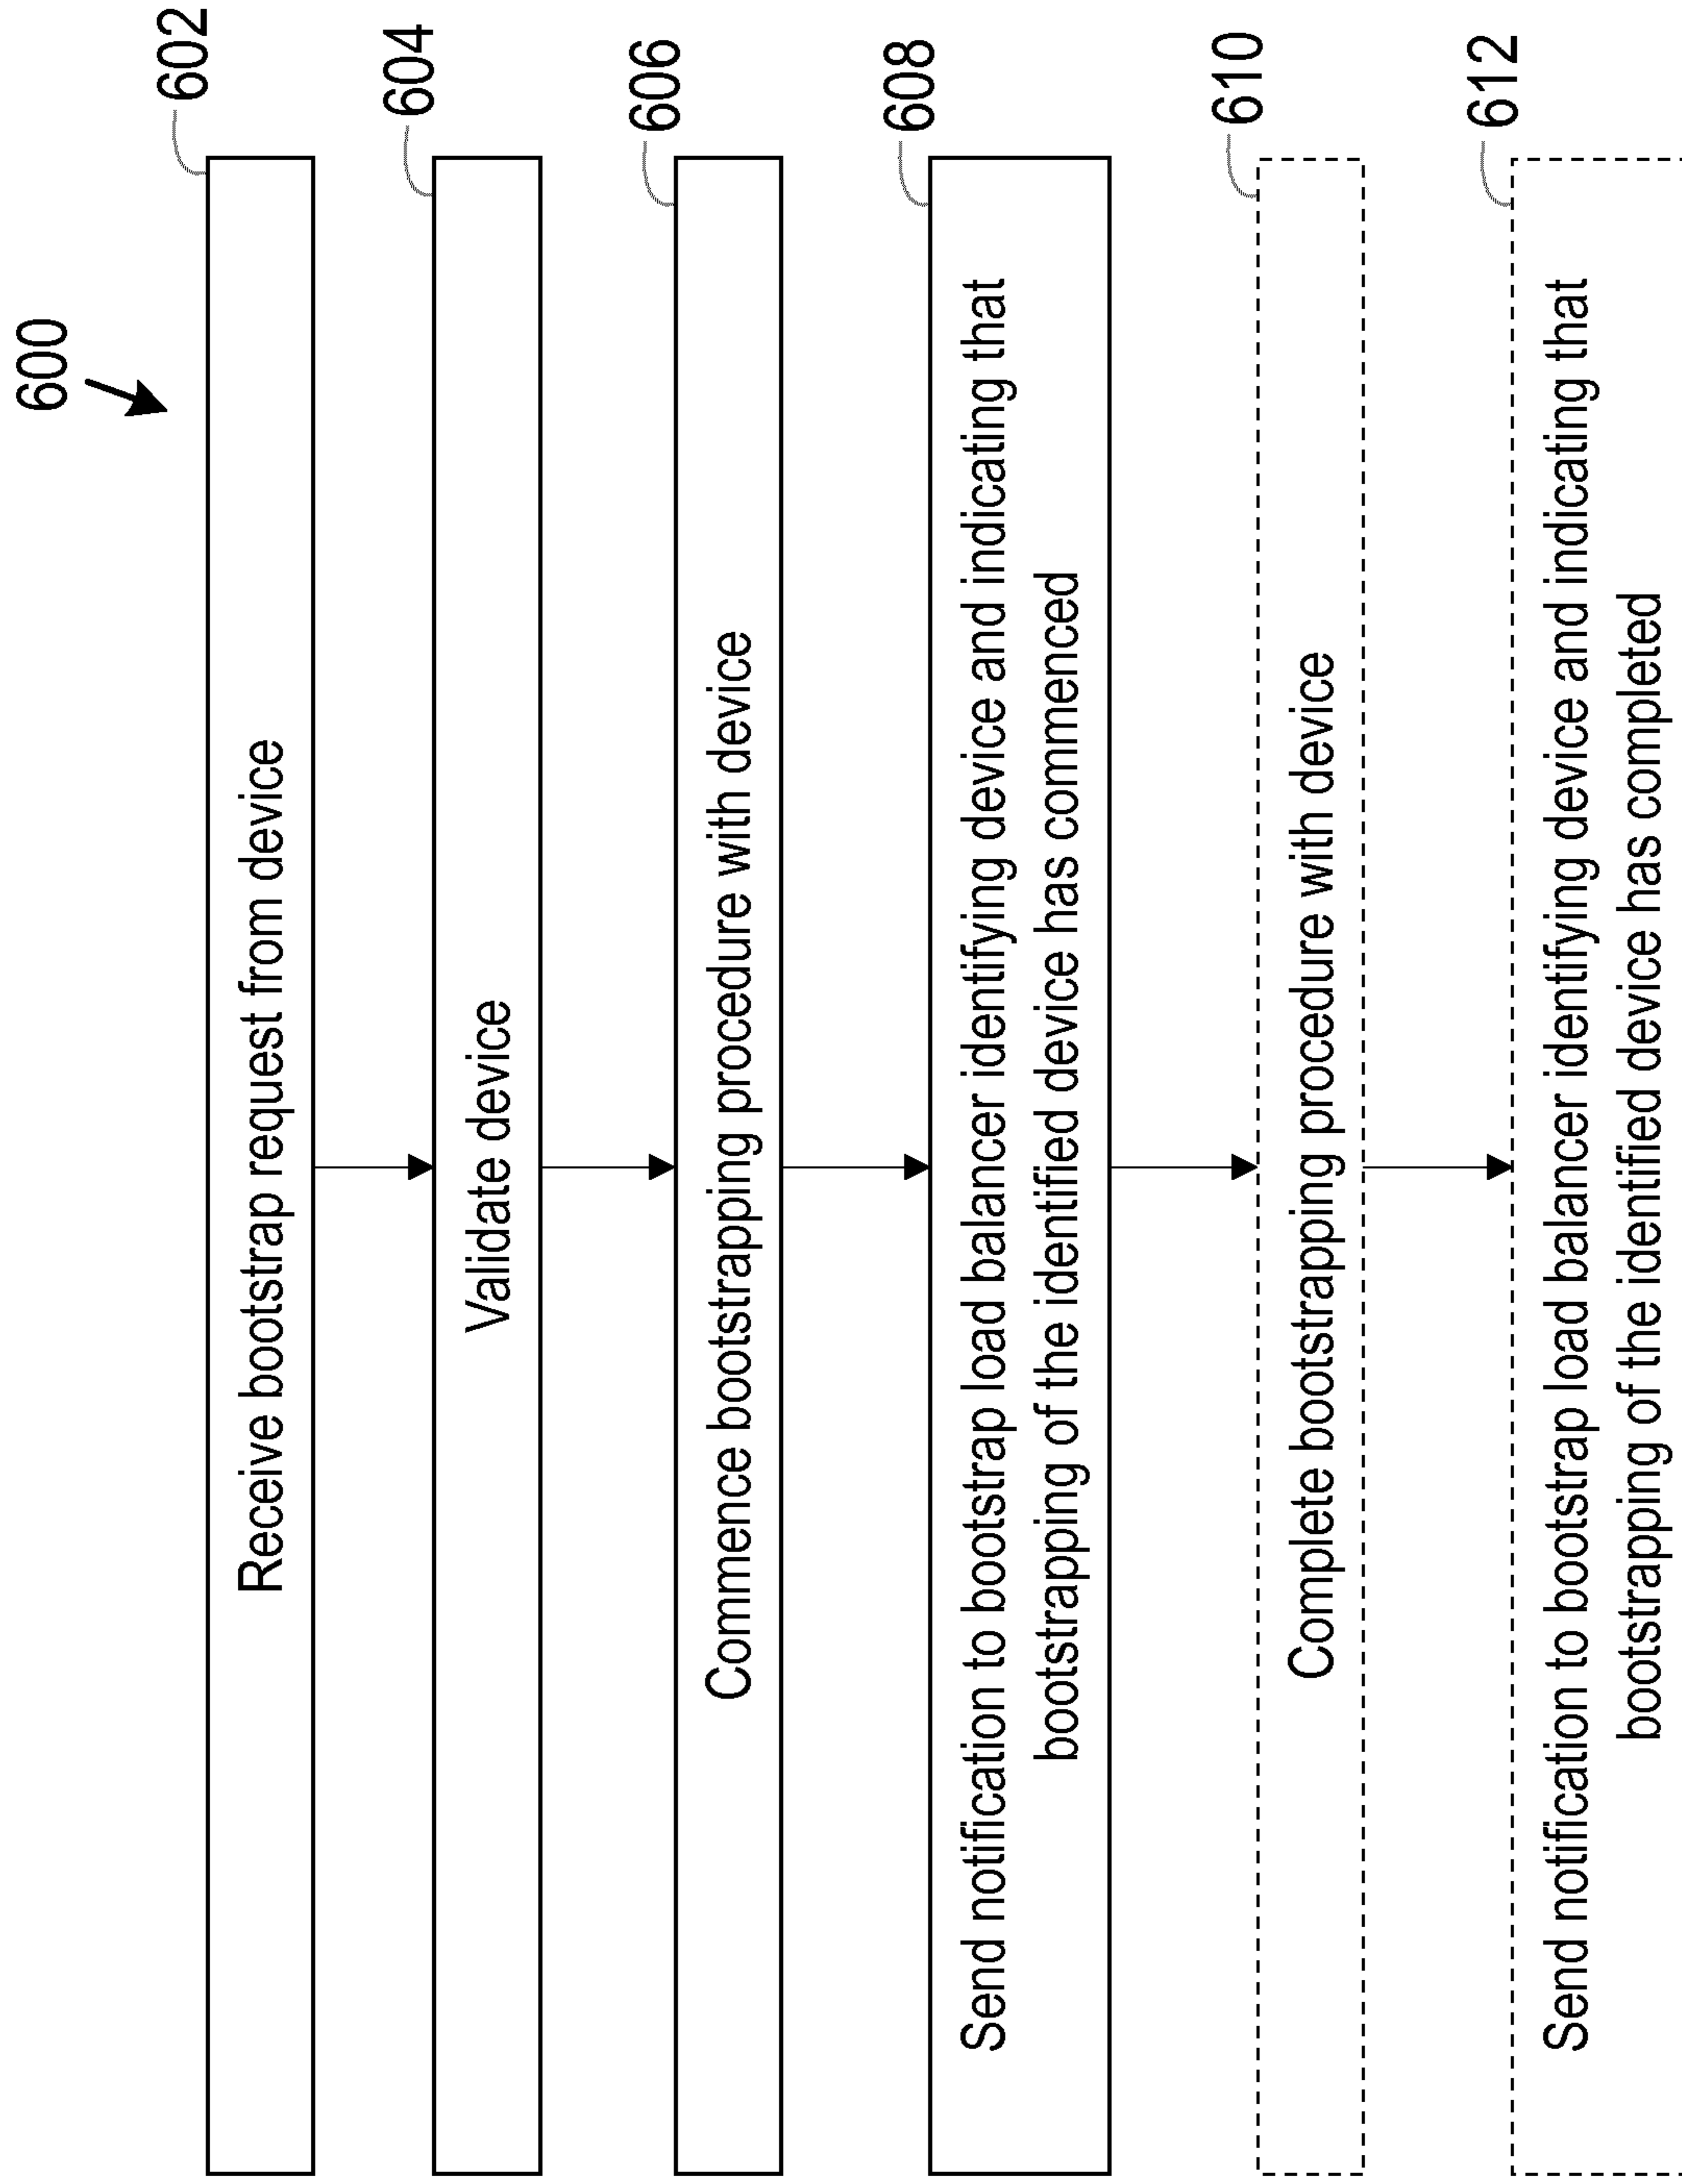 600
602
Receive bootstrap request from device
604
Validate device
606
Commence bootstrapping procedure with device
608
Send notification to bootstrap load balancer identifying device and indicating that
bootstrapping of the identified device has commenced
610
Complete bootstrapping procedure with device
612
Send notification to bootstrap load balancer identifying device and indicating that
bootstrapping of the identified device has completed